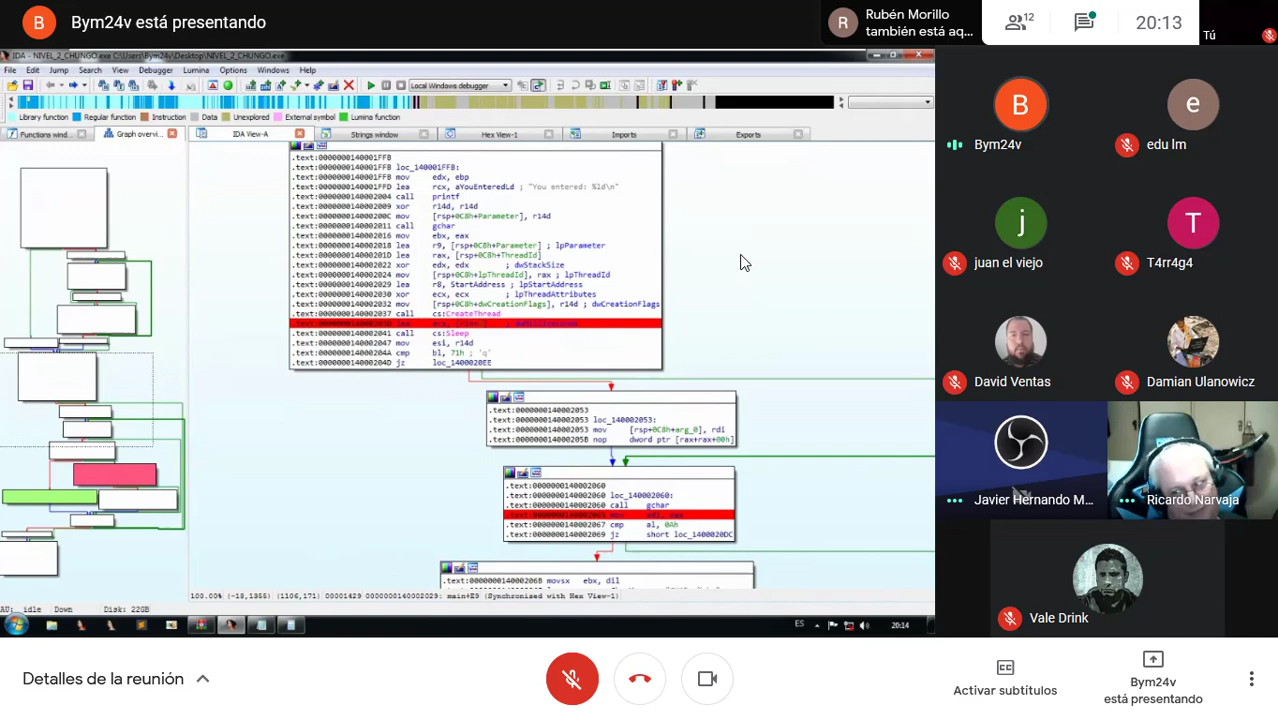 B Bym24v está presentando
R Rubén Morillo
también está aq...
12
20:13
Tú
IDA - NIVEL_2_CHUNGO.exe C:\Users\Bym24v\Desktop\NIVEL_2_CHUNGO.exe
File Edit Jump Search View Debugger Lumina Options Windows Help
Local Windows debugger
Library function Regular function Instruction Data Unexplored External symbol Lumina function
Functions wind... Graph overvi... IDA View-A Strings window Hex View-1 Imports Exports
.text:0000000140001FFB
.text:0000000140001FFB loc_140001FFB:
.text:0000000140001FFB mov edx, ebp
.text:0000000140001FFD lea rcx, aYouEnteredLd ; "You entered: %ld\n"
.text:0000000140002004 call printf
.text:0000000140002009 xor r14d, r14d
.text:000000014000200C mov [rsp+0C8h+Parameter], r14d
.text:0000000140002011 call gchar
.text:0000000140002016 mov ebx, eax
.text:0000000140002018 lea r9, [rsp+0C8h+Parameter] ; lpParameter
.text:000000014000201D lea rax, [rsp+0C8h+ThreadId]
.text:0000000140002022 xor edx, edx ; dwStackSize
.text:0000000140002024 mov [rsp+0C8h+lpThreadId], rax ; lpThreadId
.text:0000000140002029 lea r8, StartAddress ; lpStartAddress
.text:0000000140002030 xor ecx, ecx ; lpThreadAttributes
.text:0000000140002032 mov [rsp+0C8h+dwCreationFlags], r14d ; dwCreationFlags
.text:0000000140002037 call cs:CreateThread
.text:0000000140002041 call cs:Sleep
.text:0000000140002047 mov esi, r14d
.text:000000014000204A cmp bl, 71h ; 'q'
.text:000000014000204D jz loc_1400020EE
.text:0000000140002053
.text:0000000140002053 loc_140002053:
.text:0000000140002053 mov [rsp+0C8h+arg_0], rdi
.text:000000014000205B nop dword ptr [rax+rax+00h]
.text:0000000140002060
.text:0000000140002060 loc_140002060:
.text:0000000140002060 call gchar
.text:0000000140002065 mov edi, eax
.text:0000000140002067 cmp al, 0Ah
.text:0000000140002069 jz short loc_1400020DC
.text:000000014000206B movsx ebx, dil
100.00% (-18,1355) (1106,171) 00001429 0000000140002029: main+E9 (Synchronized with Hex View-1)
AU: idle Down Disk: 22GB
ES
20:14
B
Bym24v
e
edu lm
j
juan el viejo
T
T4rr4g4
David Ventas
Damian Ulanowicz
Javier Hernando M...
Ricardo Narvaja
Vale Drink
Detalles de la reunión
Activar subtítulos
Bym24v
está presentando